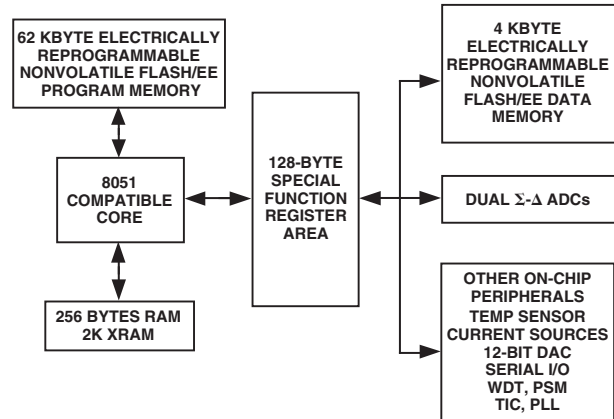 62 KBYTE ELECTRICALLY
REPROGRAMMABLE
NONVOLATILE FLASH/EE
PROGRAM MEMORY
8051
COMPATIBLE
CORE
256 BYTES RAM
2K XRAM
128-BYTE
SPECIAL
FUNCTION
REGISTER
AREA
4 KBYTE
ELECTRICALLY
REPROGRAMMABLE
NONVOLATILE
FLASH/EE DATA
MEMORY
DUAL Σ-Δ ADCs
OTHER ON-CHIP
PERIPHERALS
TEMP SENSOR
CURRENT SOURCES
12-BIT DAC
SERIAL I/O
WDT, PSM
TIC, PLL